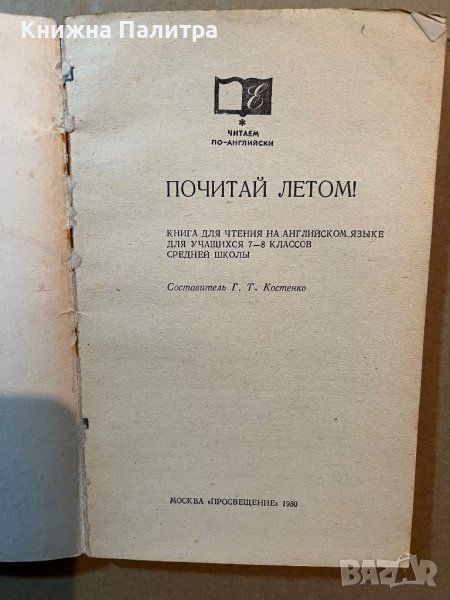 Книжна Палитра
Є
*
ЧИТАЕМ
ПО-АНГЛИЙСКИ
ПОЧИТАЙ ЛЕТОМ!
КНИГА ДЛЯ ЧТЕНИЯ НА АНГЛИЙСКОМ ЯЗЫКЕ
ДЛЯ УЧАЩИХСЯ 7—8 КЛАССОВ
СРЕДНЕЙ ШКОЛЫ
Составитель Г. Т. Костенко
МОСКВА «ПРОСВЕЩЕНИЕ» 1980
BAZAR